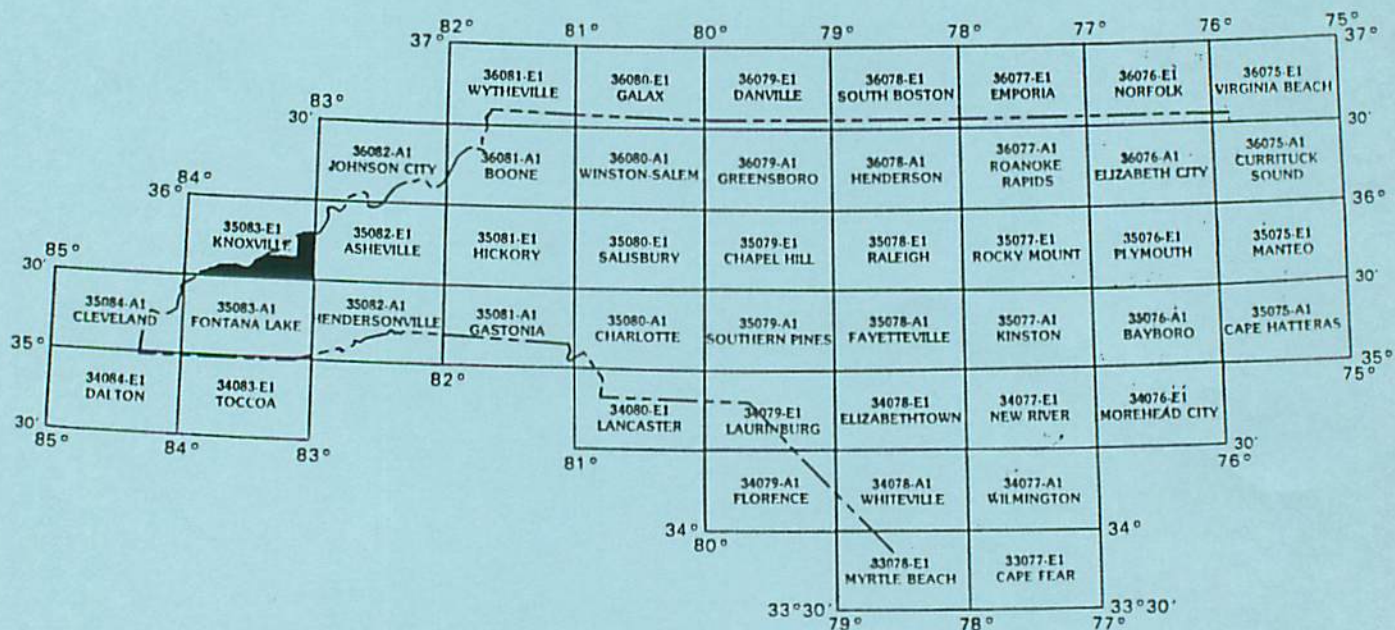 82°
81°
80°
79°
78°
77°
76°
75°
37°
37°
36081-E1
WYTHEVILLE
36080-E1
GALAX
36079-E1
DANVILLE
36078-E1
SOUTH BOSTON
36077-E1
EMPORIA
36076-E1
NORFOLK
36075-E1
VIRGINIA BEACH
83°
30'
30'
36082-A1
JOHNSON CITY
36081-A1
BOONE
36080-A1
WINSTON-SALEM
36079-A1
GREENSBORO
36078-A1
HENDERSON
36077-A1
ROANOKE
RAPIDS
36076-A1
ELIZABETH CITY
36075-A1
CURRITUCK
SOUND
84°
36°
36°
35083-E1
KNOXVILLE
35082-E1
ASHEVILLE
35081-E1
HICKORY
35080-E1
SALISBURY
35079-E1
CHAPEL HILL
35078-E1
RALEIGH
35077-E1
ROCKY MOUNT
35076-E1
PLYMOUTH
35075-E1
MANTEO
85°
30'
30'
35084-A1
CLEVELAND
35083-A1
FONTANA LAKE
35082-A1
HENDERSONVILLE
35081-A1
GASTONIA
35080-A1
CHARLOTTE
35079-A1
SOUTHERN PINES
35078-A1
FAYETTEVILLE
35077-A1
KINSTON
35076-A1
BAYBORO
35075-A1
CAPE HATTERAS
35°
35°
75°
34084-E1
DALTON
34083-E1
TOCCOA
82°
34080-E1
LANCASTER
34079-E1
LAURINBURG
34078-E1
ELIZABETHTOWN
34077-E1
NEW RIVER
34076-E1
MOREHEAD CITY
30'
85°
84°
83°
81°
30'
76°
34079-A1
FLORENCE
34078-A1
WHITEVILLE
34077-A1
WILMINGTON
34°
80°
34°
33078-E1
MYRTLE BEACH
33077-E1
CAPE FEAR
33°30'
33°30'
79°
78°
77°